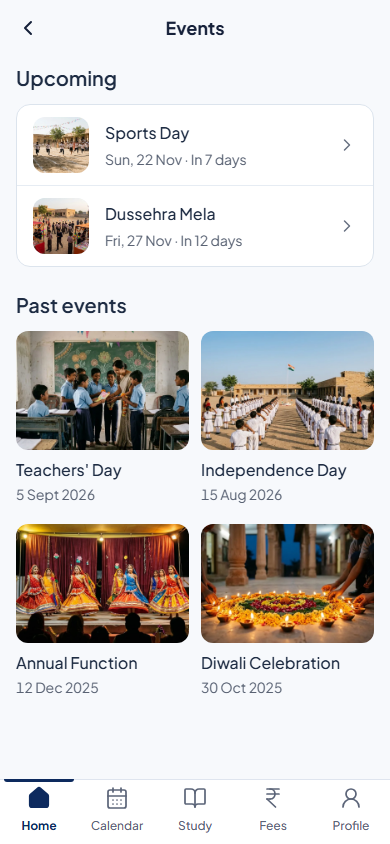 Events
Upcoming
Sports Day
Sun, 22 Nov · In 7 days
Dussehra Mela
Fri, 27 Nov · In 12 days
Past events
Teachers' Day
5 Sept 2026
Independence Day
15 Aug 2026
Annual Function
12 Dec 2025
Diwali Celebration
30 Oct 2025
Home
Calendar
Study
Fees
Profile